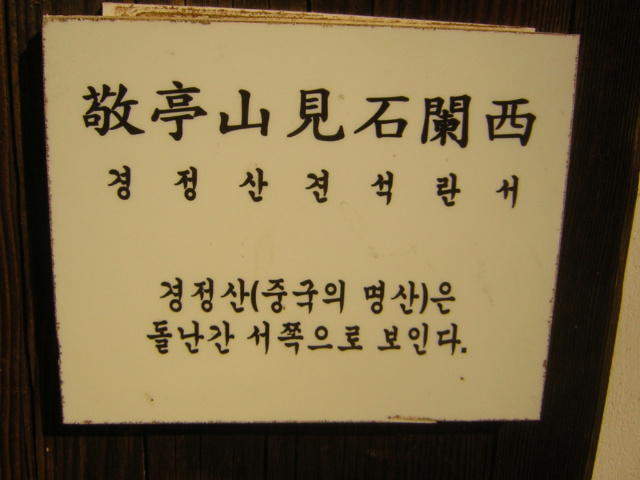 敬亭山見石闌西
경 정 산 견 석 란 서
경정산(중국의 명산)은
돌난간 서쪽으로 보인다.